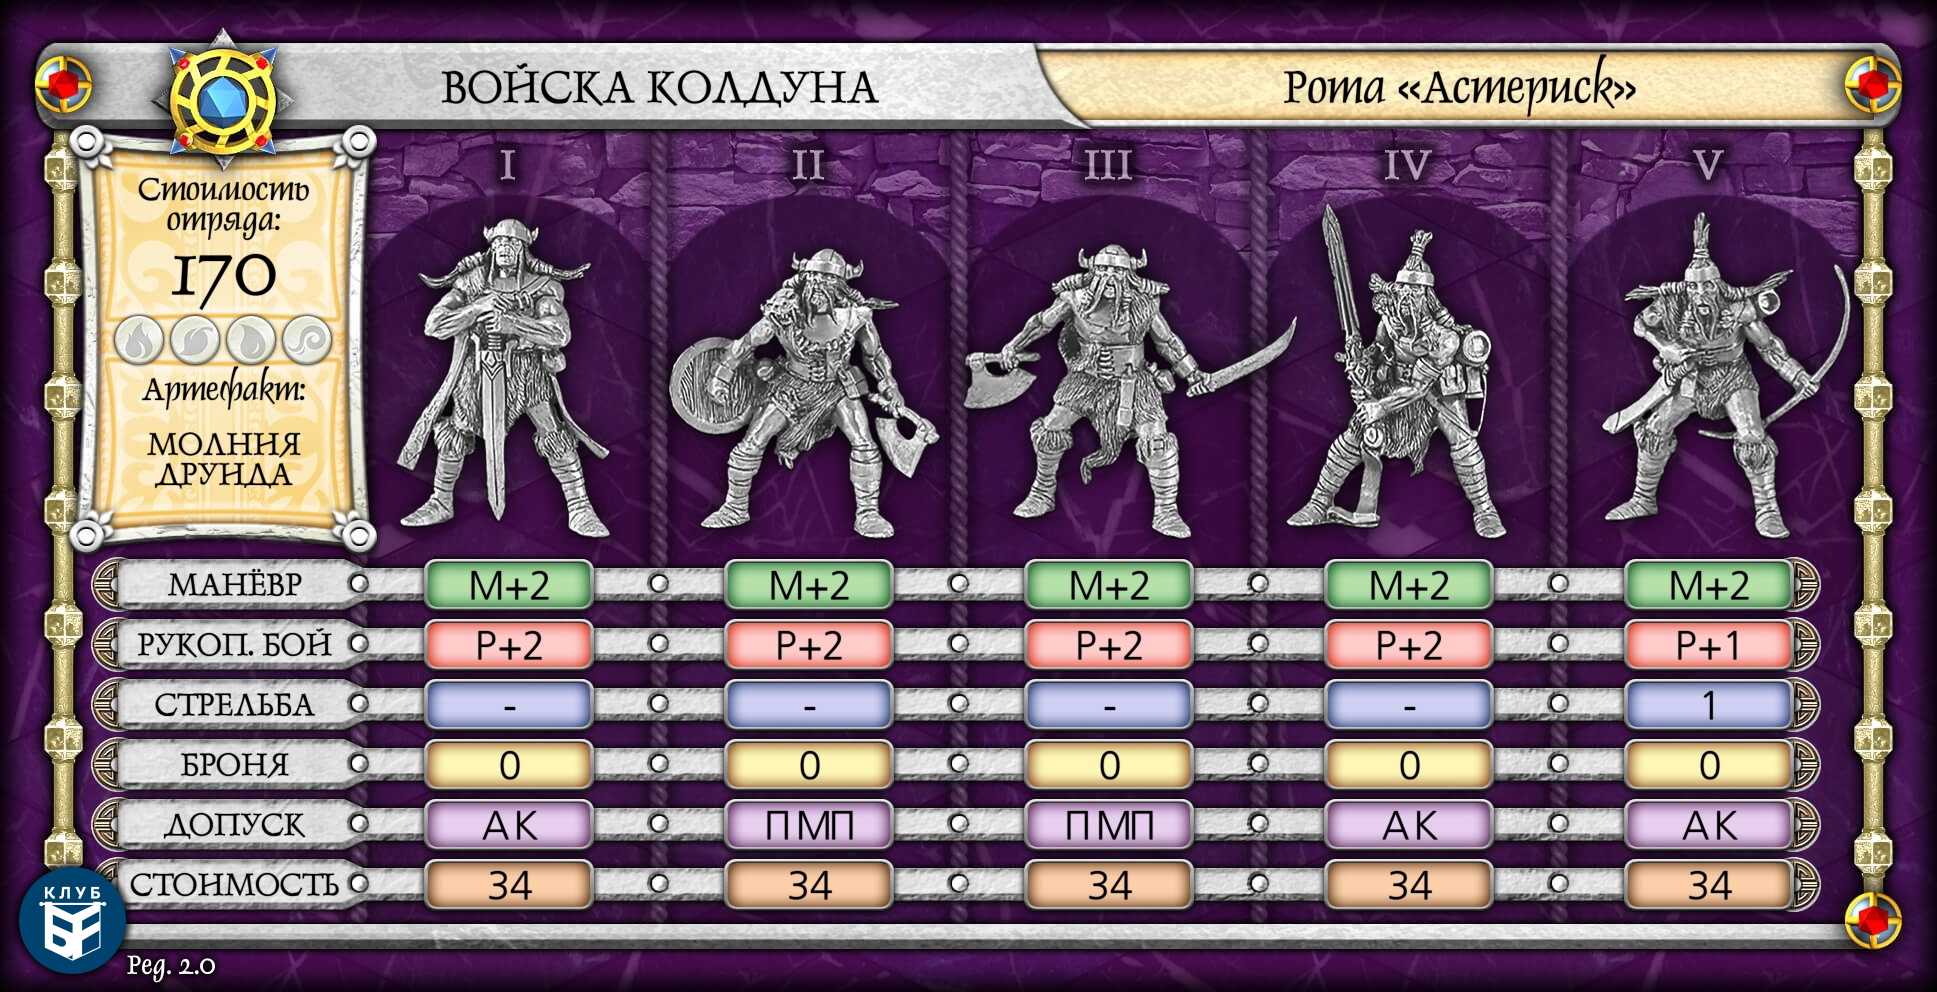 ВОЙСКА КОЛДУНА
Рота «Астериск»
Стоимость
отряда:
170
Артефакт:
МОЛНИЯ
ДРУНДА
I II III IV V
МАНЁВР M+2 M+2 M+2 M+2 M+2
РУКОП. БОЙ Р+2 Р+2 Р+2 Р+2 Р+1
СТРЕЛЬБА - - - - 1
БРОНЯ 0 0 0 0 0
ДОПУСК АК ПМП ПМП АК АК
СТОИМОСТЬ 34 34 34 34 34
КЛУБ
БГ
Ред. 2.0